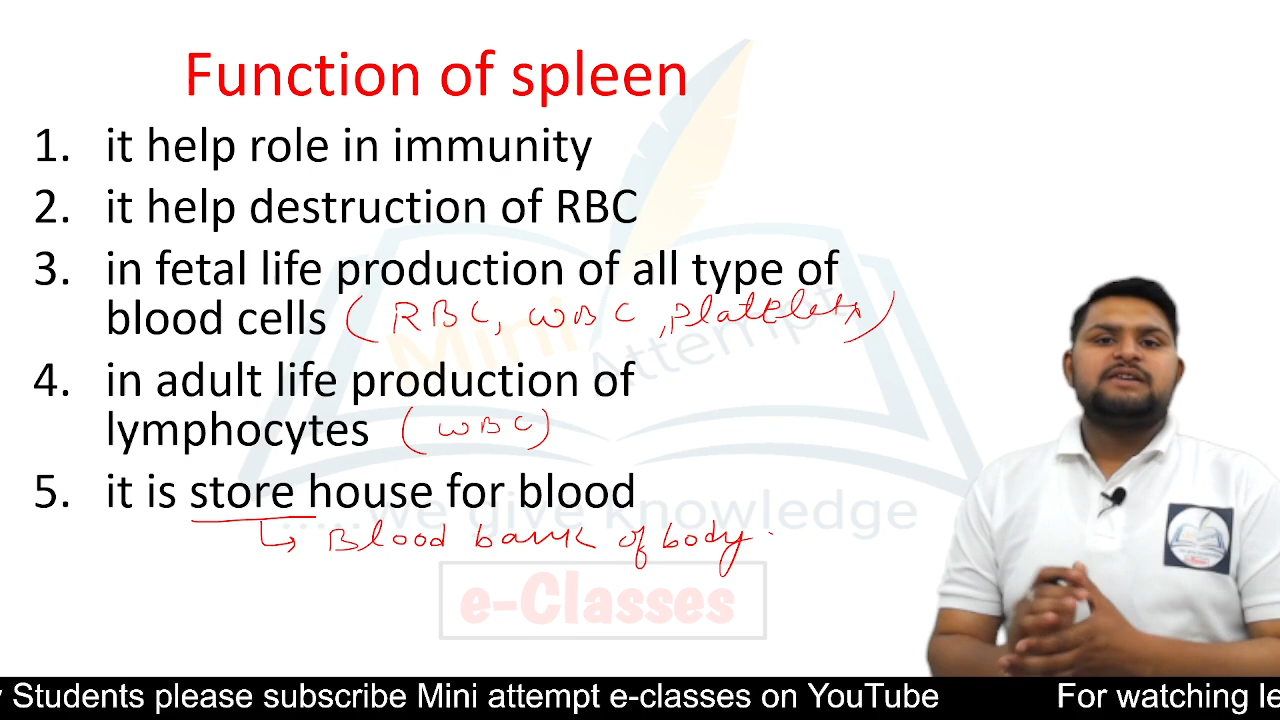 Function of spleen
1. it help role in immunity
2. it help destruction of RBC
3. in fetal life production of all type of
blood cells ( RBC, WBC, Platelets )
4. in adult life production of
lymphocytes ( WBC )
5. it is store house for blood
↳ Blood bank of body.
Mini Attempt
.....we give knowledge
e-Classes
y Students please subscribe Mini attempt e-classes on YouTube For watching le